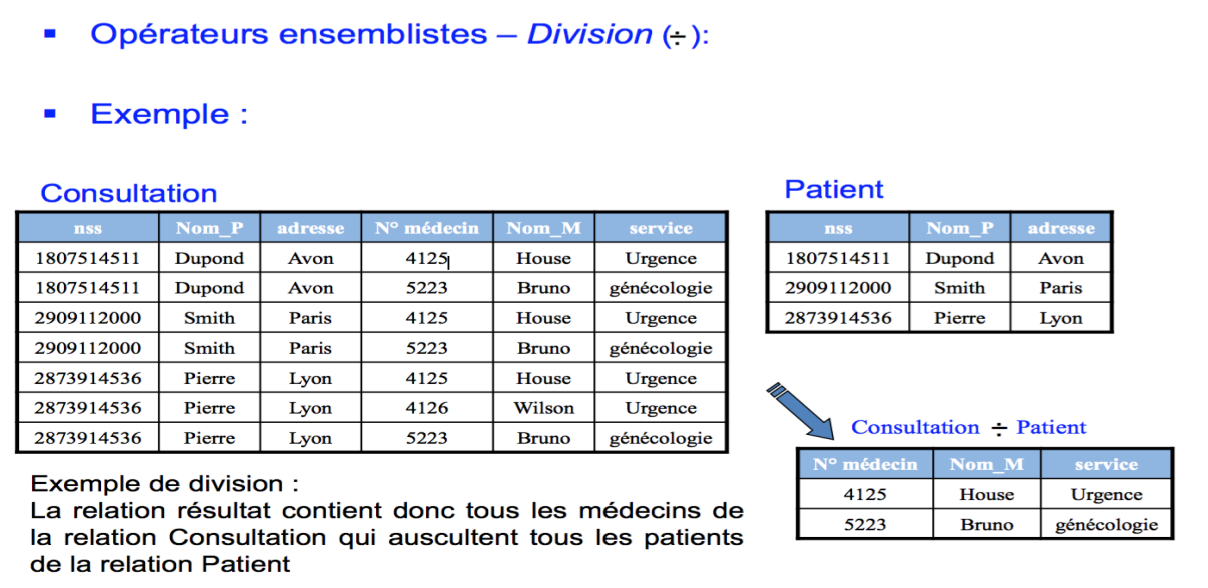 ▪ Opérateurs ensemblistes – Division (÷):
▪ Exemple :
Consultation
nss Nom_P adresse N° médecin Nom_M service
1807514511 Dupond Avon 4125 House Urgence
1807514511 Dupond Avon 5223 Bruno génécologie
2909112000 Smith Paris 4125 House Urgence
2909112000 Smith Paris 5223 Bruno génécologie
2873914536 Pierre Lyon 4125 House Urgence
2873914536 Pierre Lyon 4126 Wilson Urgence
2873914536 Pierre Lyon 5223 Bruno génécologie
Patient
nss Nom_P adresse
1807514511 Dupond Avon
2909112000 Smith Paris
2873914536 Pierre Lyon
Consultation ÷ Patient
N° médecin Nom_M service
4125 House Urgence
5223 Bruno génécologie
Exemple de division :
La relation résultat contient donc tous les médecins de
la relation Consultation qui auscultent tous les patients
de la relation Patient